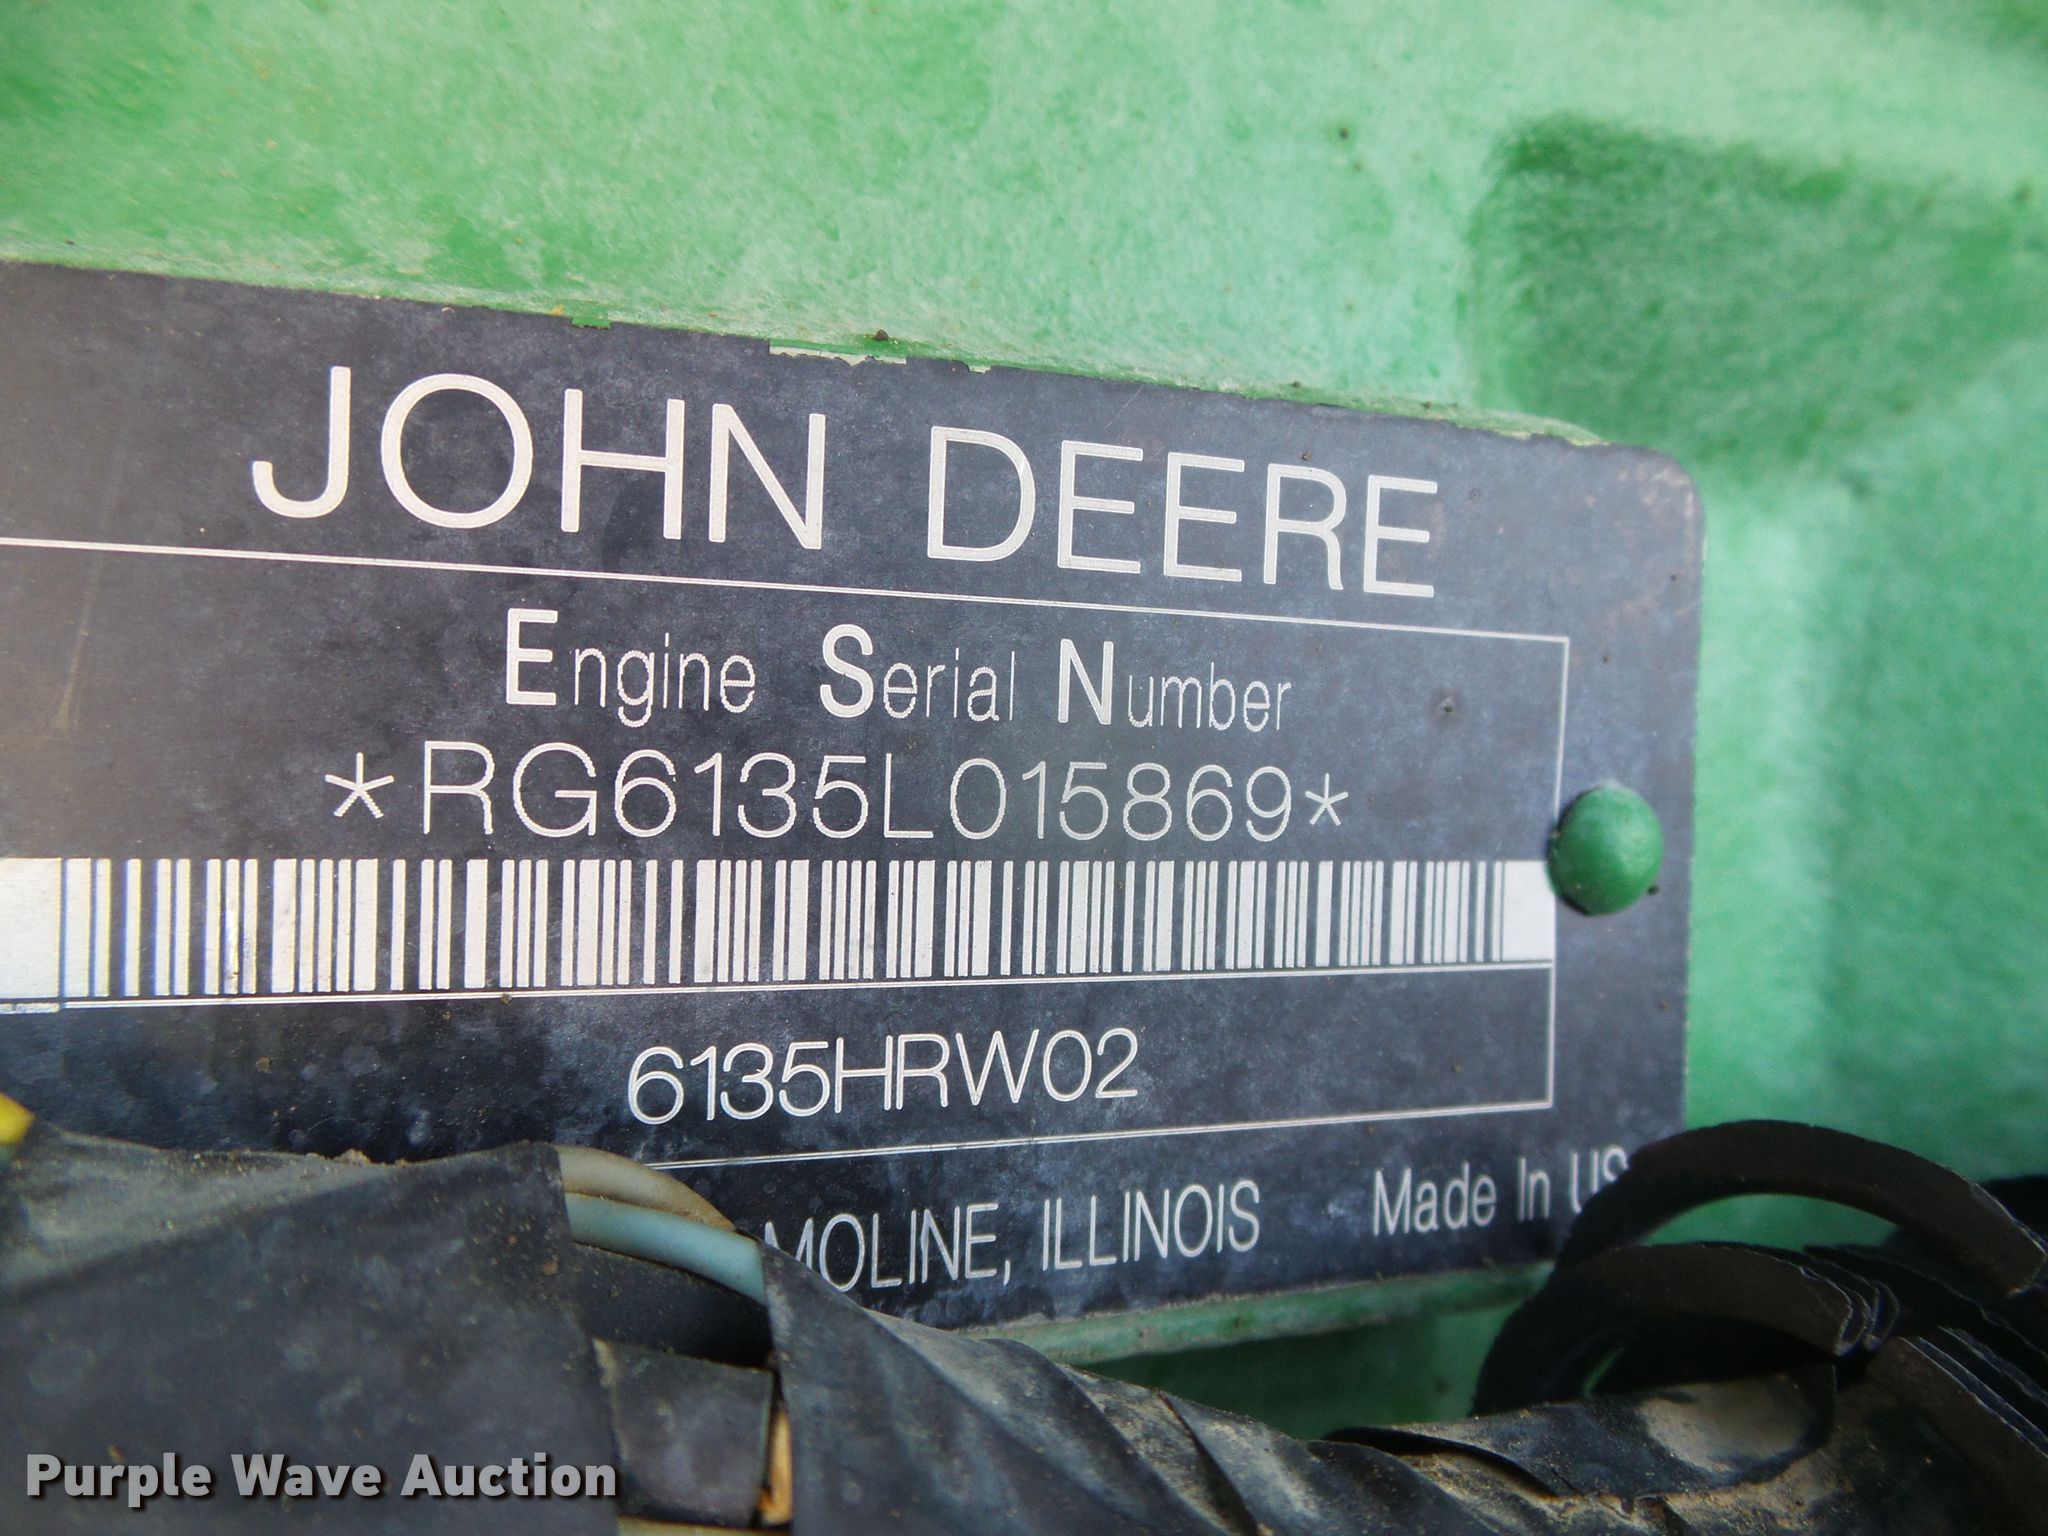 JOHN DEERE
Engine Serial Number
*RG6135L015869*
6135HRW02
MOLINE, ILLINOIS Made In US
Purple Wave Auction